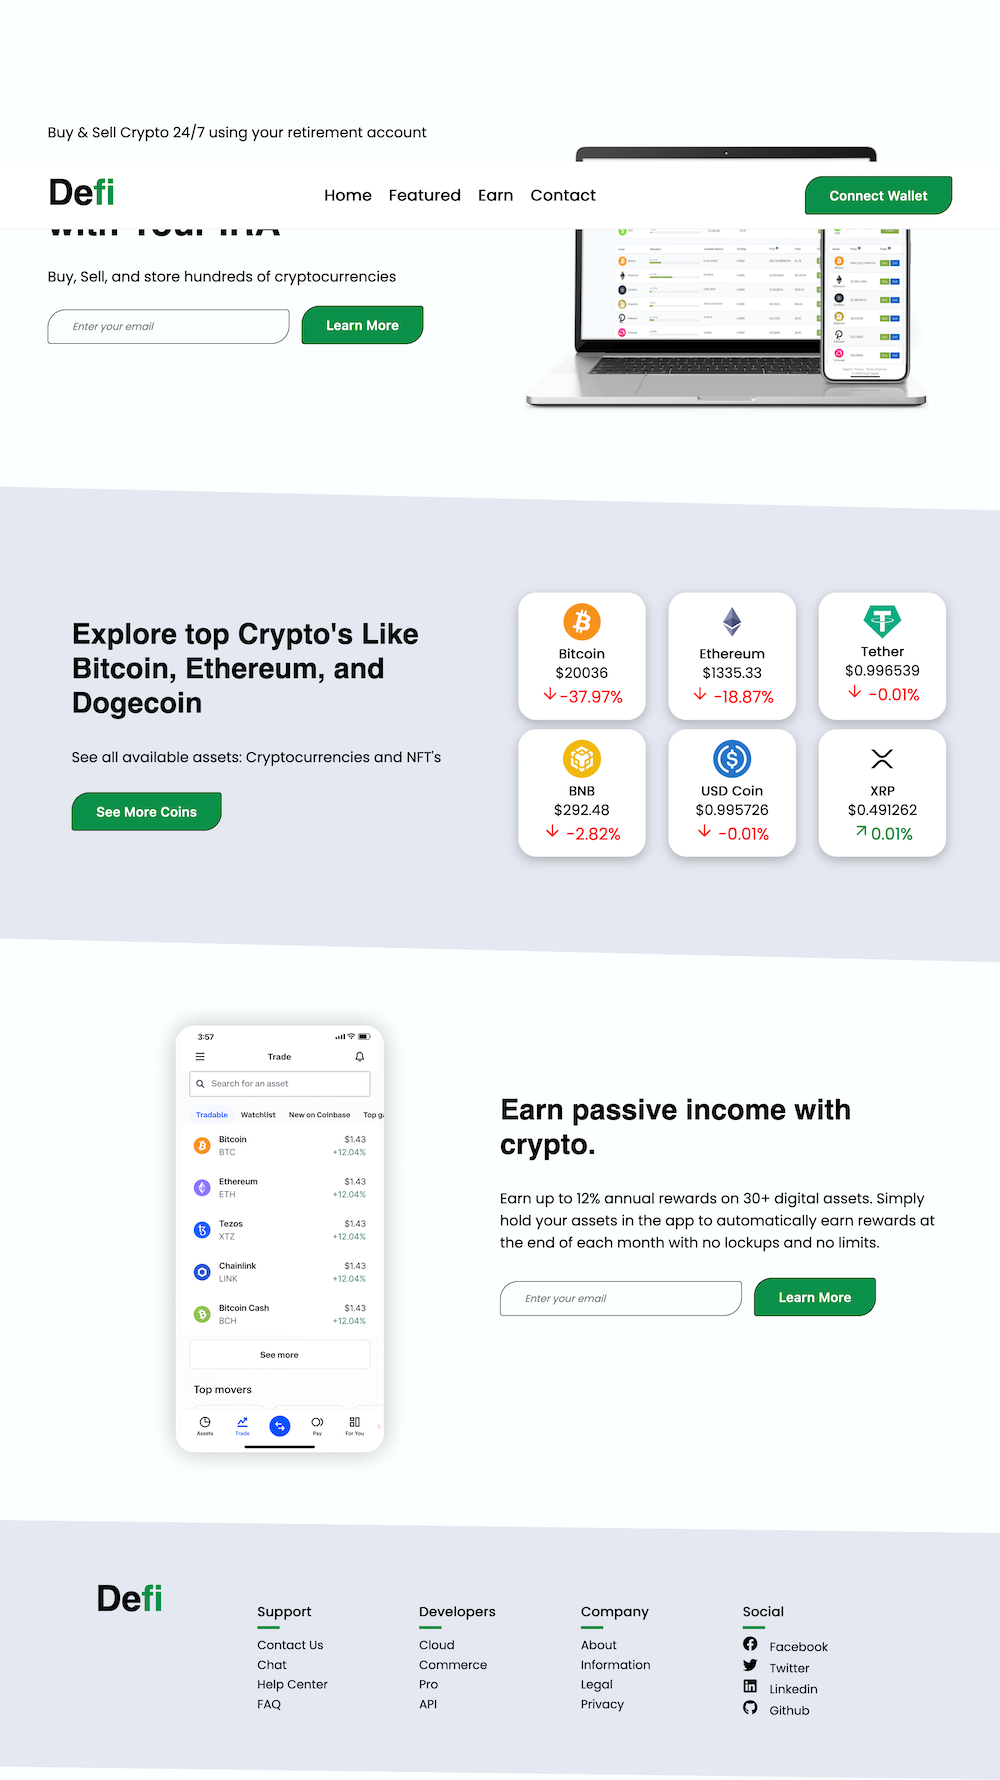 Buy & Sell Crypto 24/7 using your retirement account
Defi
Home Featured Earn Contact
Connect Wallet
with Your IRA
Buy, Sell, and store hundreds of cryptocurrencies
Enter your email
Learn More
Explore top Crypto's Like
Bitcoin, Ethereum, and
Dogecoin
See all available assets: Cryptocurrencies and NFT's
See More Coins
Bitcoin
$20036
-37.97%
Ethereum
$1335.33
-18.87%
Tether
$0.996539
-0.01%
BNB
$292.48
-2.82%
USD Coin
$0.995726
-0.01%
XRP
$0.491262
0.01%
3:57
Trade
Search for an asset
Tradable Watchlist New on Coinbase Top ga
Bitcoin $1.43
BTC +12.04%
Ethereum $1.43
ETH +12.04%
Tezos $1.43
XTZ +12.04%
Chainlink $1.43
LINK +12.04%
Bitcoin Cash $1.43
BCH +12.04%
See more
Top movers
Assets Trade Pay For You
Earn passive income with
crypto.
Earn up to 12% annual rewards on 30+ digital assets. Simply
hold your assets in the app to automatically earn rewards at
the end of each month with no lockups and no limits.
Enter your email
Learn More
Defi
Support
Contact Us
Chat
Help Center
FAQ
Developers
Cloud
Commerce
Pro
API
Company
About
Information
Legal
Privacy
Social
Facebook
Twitter
Linkedin
Github